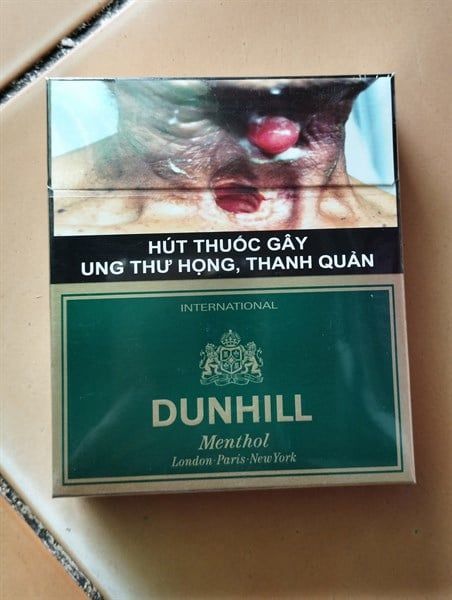 HÚT THUỐC GÂY
UNG THƯ HỌNG, THANH QUẢN
INTERNATIONAL
DUNHILL
Menthol
London·Paris·New York